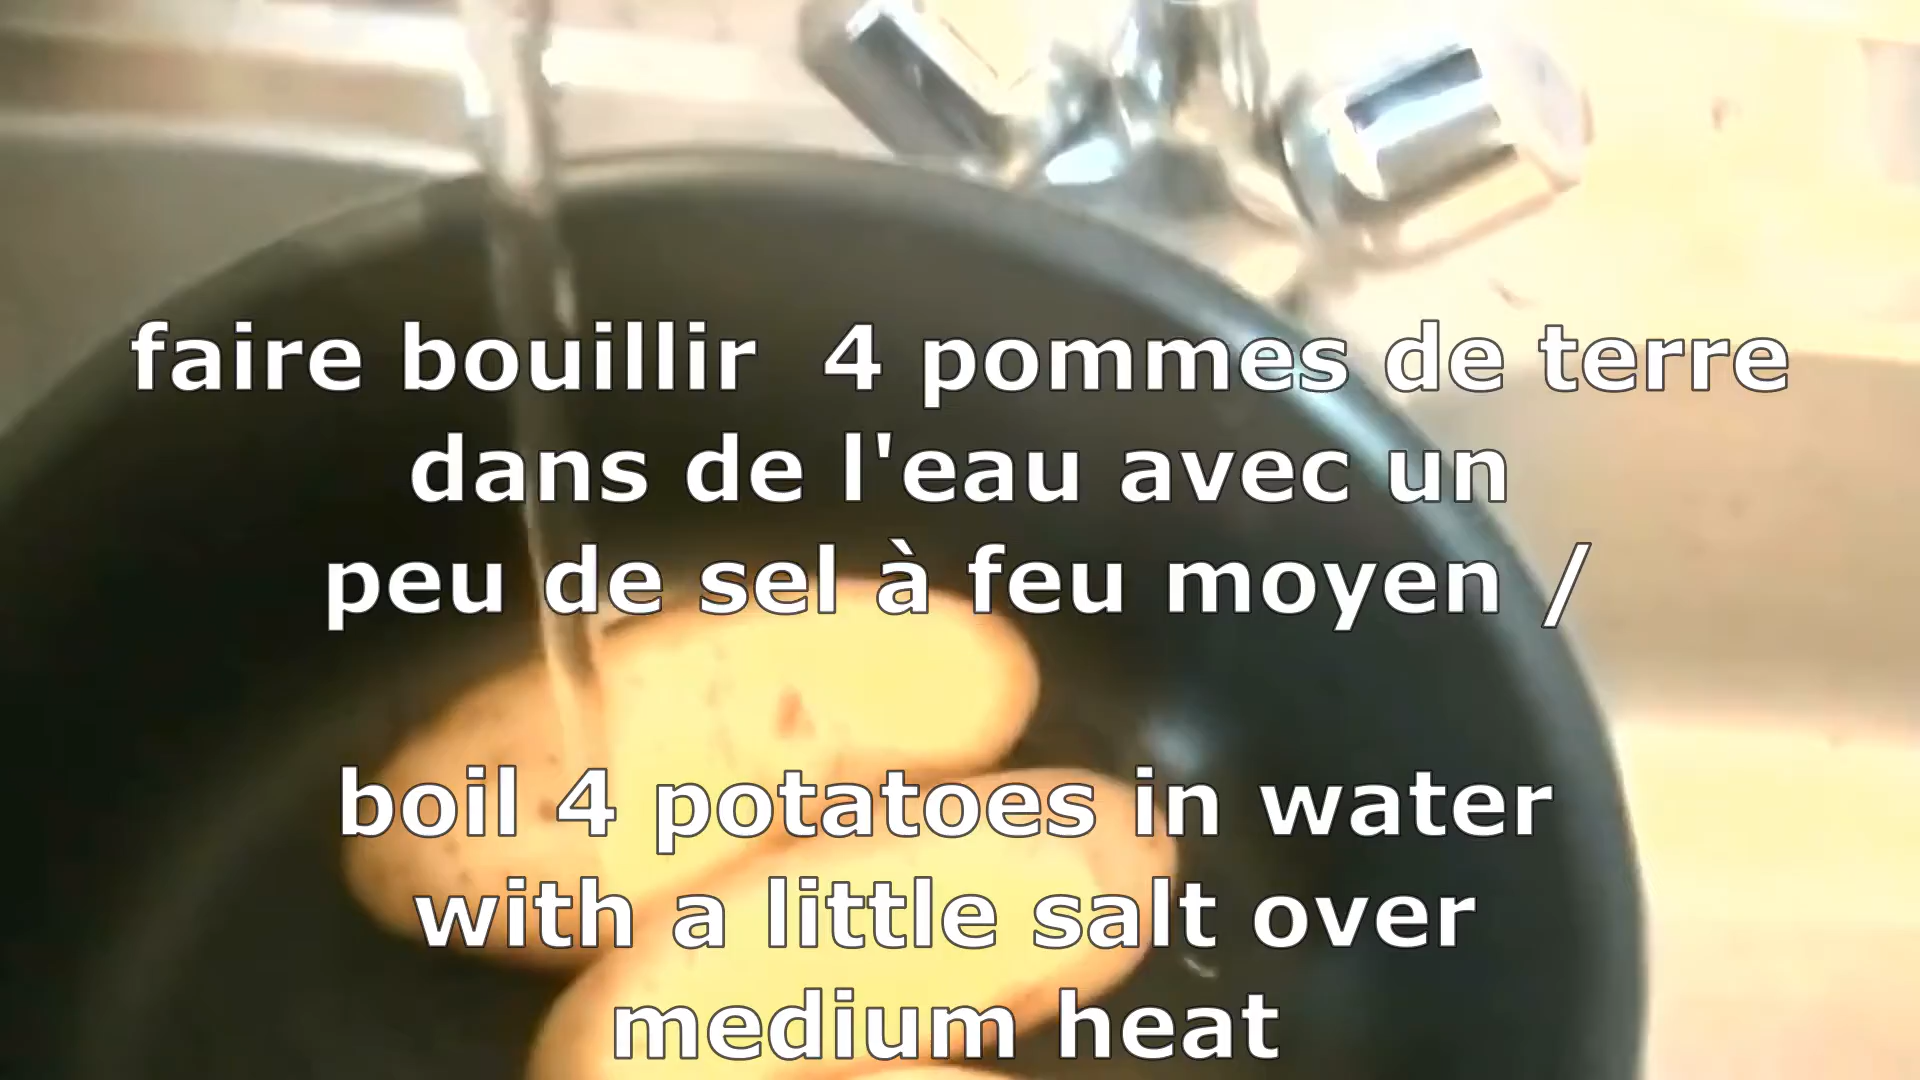 faire bouillir  4 pommes de terre
dans de l'eau avec un
peu de sel à feu moyen /
boil 4 potatoes in water
with a little salt over
medium heat